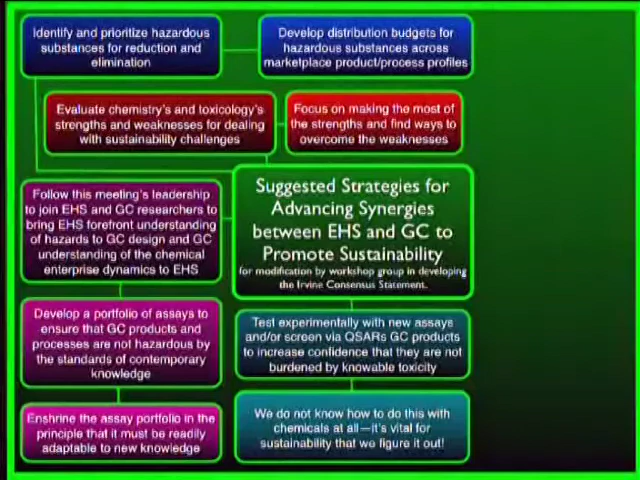 Identify and prioritize hazardous
substances for reduction and
elimination
Develop distribution budgets for
hazardous substances across
marketplace product/process profiles
Evaluate chemistry's and toxicology's
strengths and weaknesses for dealing
with sustainability challenges
Focus on making the most of
the strengths and find ways to
overcome the weaknesses
Follow this meeting's leadership
to join EHS and GC researchers to
bring EHS forefront understanding
of hazards to GC design and GC
understanding of the chemical
enterprise dynamics to EHS
Suggested Strategies for
Advancing Synergies
between EHS and GC to
Promote Sustainability
for modification by workshop group in developing
the Irvine Consensus Statement.
Develop a portfolio of assays to
ensure that GC products and
processes are not hazardous by
the standards of contemporary
knowledge
Test experimentally with new assays
and/or screen via QSARs GC products
to increase confidence that they are not
burdened by knowable toxicity
Enshrine the assay portfolio in the
principle that it must be readily
adaptable to new knowledge
We do not know how to do this with
chemicals at all—it's vital for
sustainability that we figure it out!